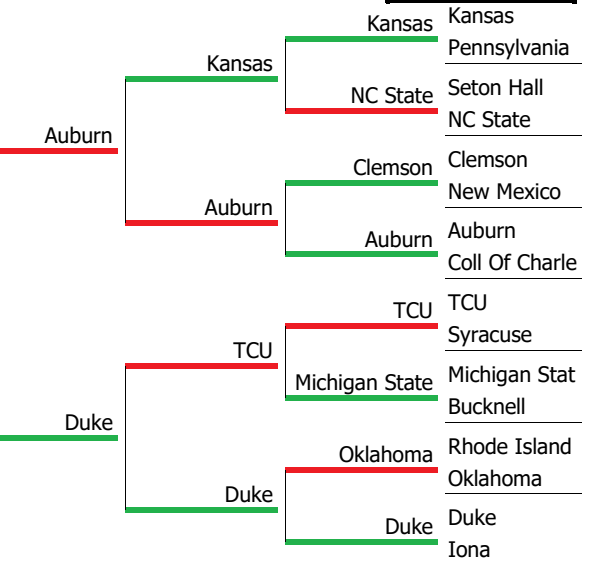 Kansas
Kansas
Pennsylvania
Kansas
NC State
Seton Hall
NC State
Auburn
Clemson
Clemson
New Mexico
Auburn
Auburn
Auburn
Coll Of Charle
TCU
TCU
Syracuse
TCU
Michigan State
Michigan Stat
Bucknell
Duke
Oklahoma
Rhode Island
Oklahoma
Duke
Duke
Duke
Iona